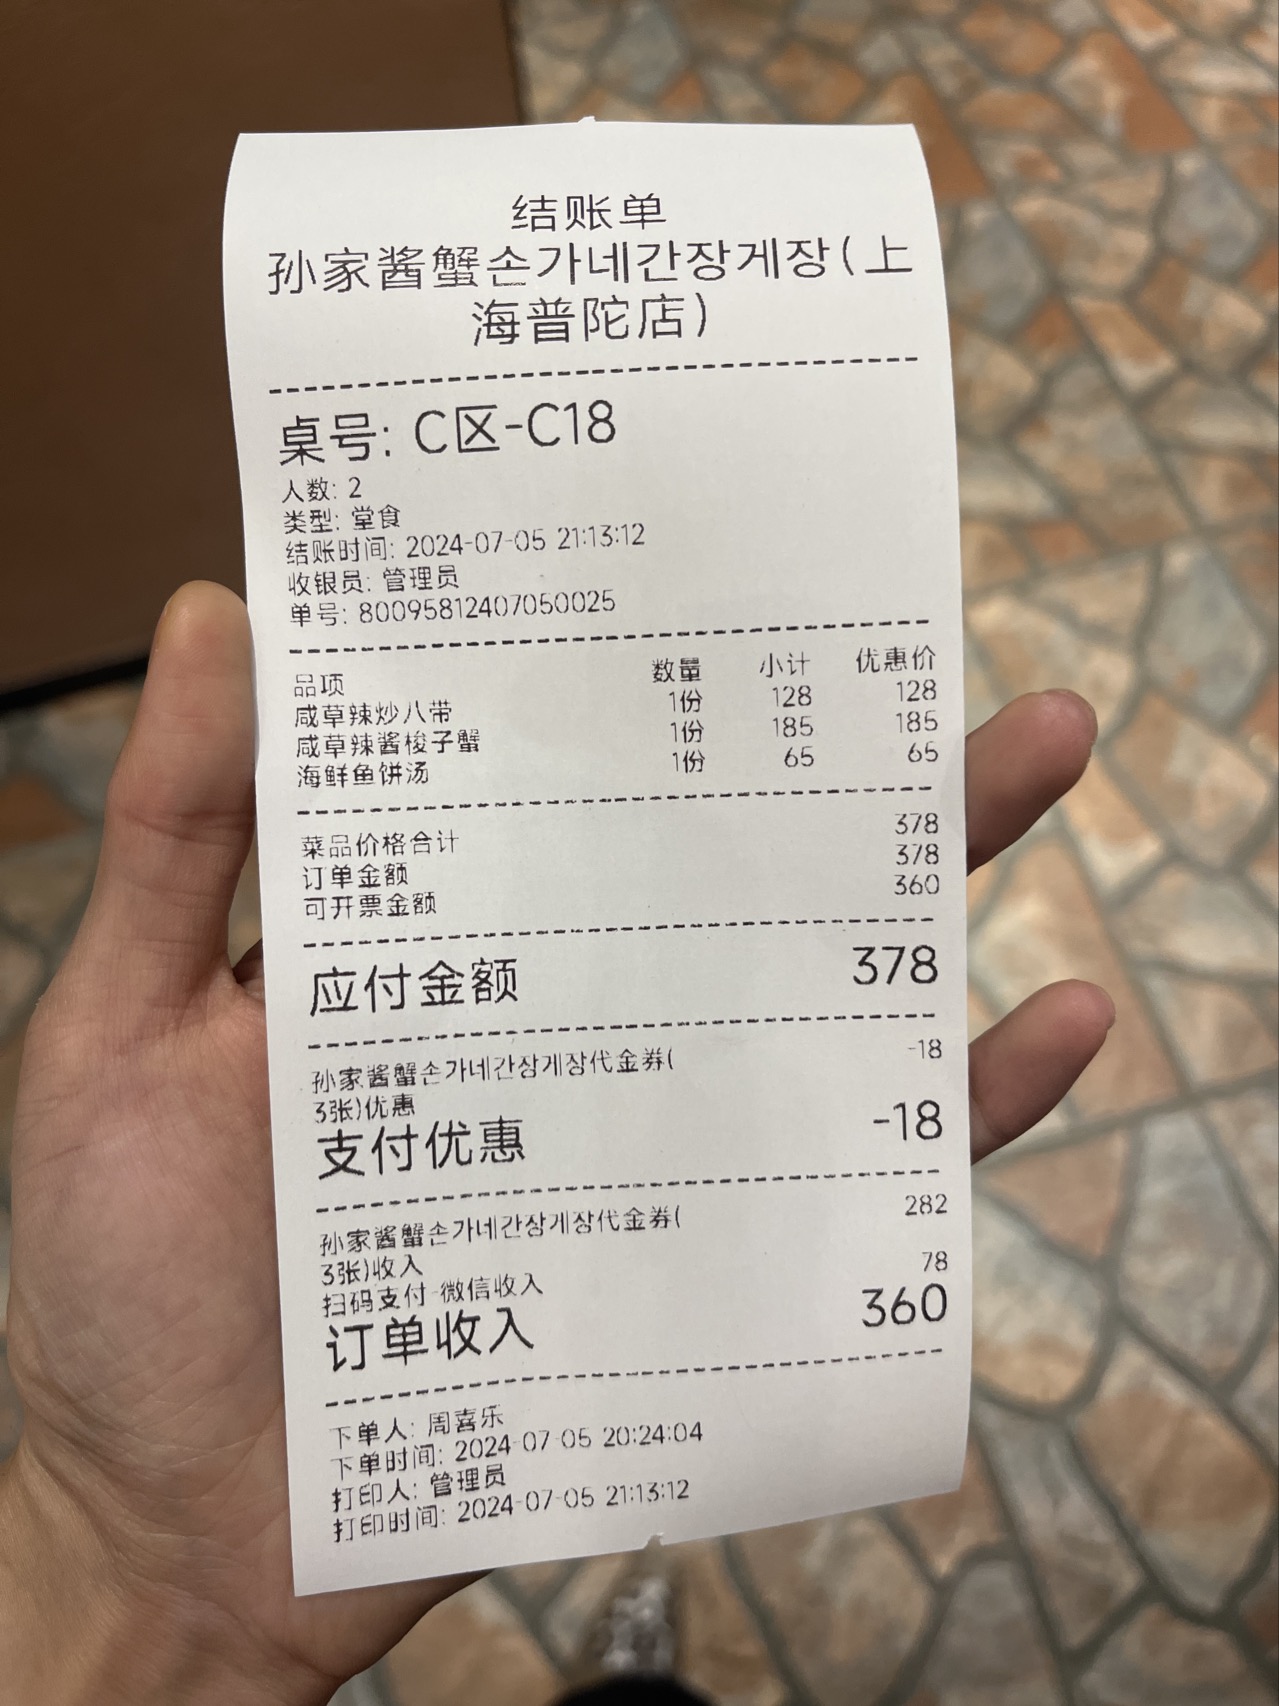 结账单
孙家酱蟹손가네간장게장(上
海普陀店)
桌号: C区-C18
人数: 2
类型: 堂食
结账时间: 2024-07-05 21:13:12
收银员: 管理员
单号: 80095812407050025
品项 数量 小计 优惠价
咸草辣炒八带 1份 128 128
咸草辣酱梭子蟹 1份 185 185
海鲜鱼饼汤 1份 65 65
菜品价格合计 378
订单金额 378
可开票金额 360
应付金额 378
孙家酱蟹손가네간장게장代金券( -18
3张)优惠
支付优惠 -18
孙家酱蟹손가네간장게장代金券( 282
3张)收入
扫码支付-微信收入 78
订单收入 360
下单人: 周喜乐
下单时间: 2024-07-05 20:24:04
打印人: 管理员
打印时间: 2024-07-05 21:13:12